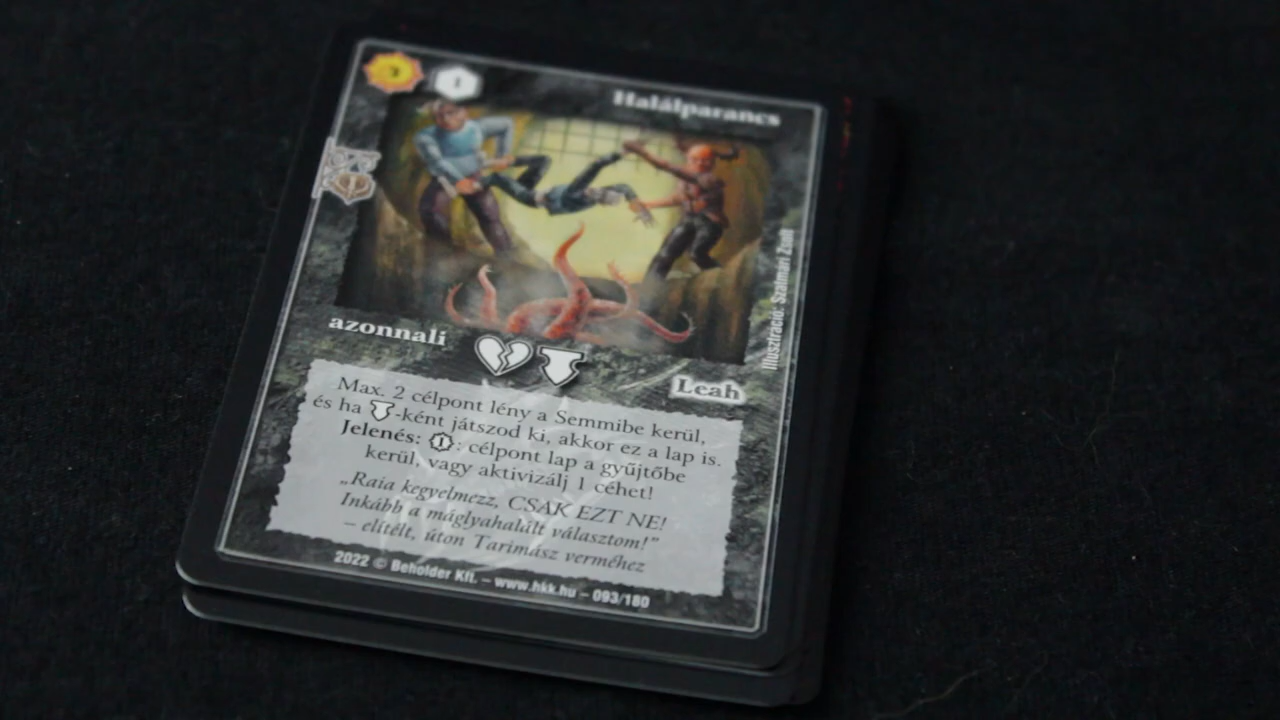 Halálparancs
Illusztráció: Szatmári Zsolt
azonnali
Leah
Max. 2 célpont lény a Semmibe kerül,
és ha -ként játszod ki, akkor ez a lap is.
Jelenés: 1: célpont lap a gyűjtőbe
kerül, vagy aktivizálj 1 céhet!
„Raia kegyelmezz, CSAK EZT NE!
Inkább a máglyahalált választom!”
– elítélt, úton Tarimász verméhez
2022 © Beholder Kft. – www.hkk.hu – 093/180